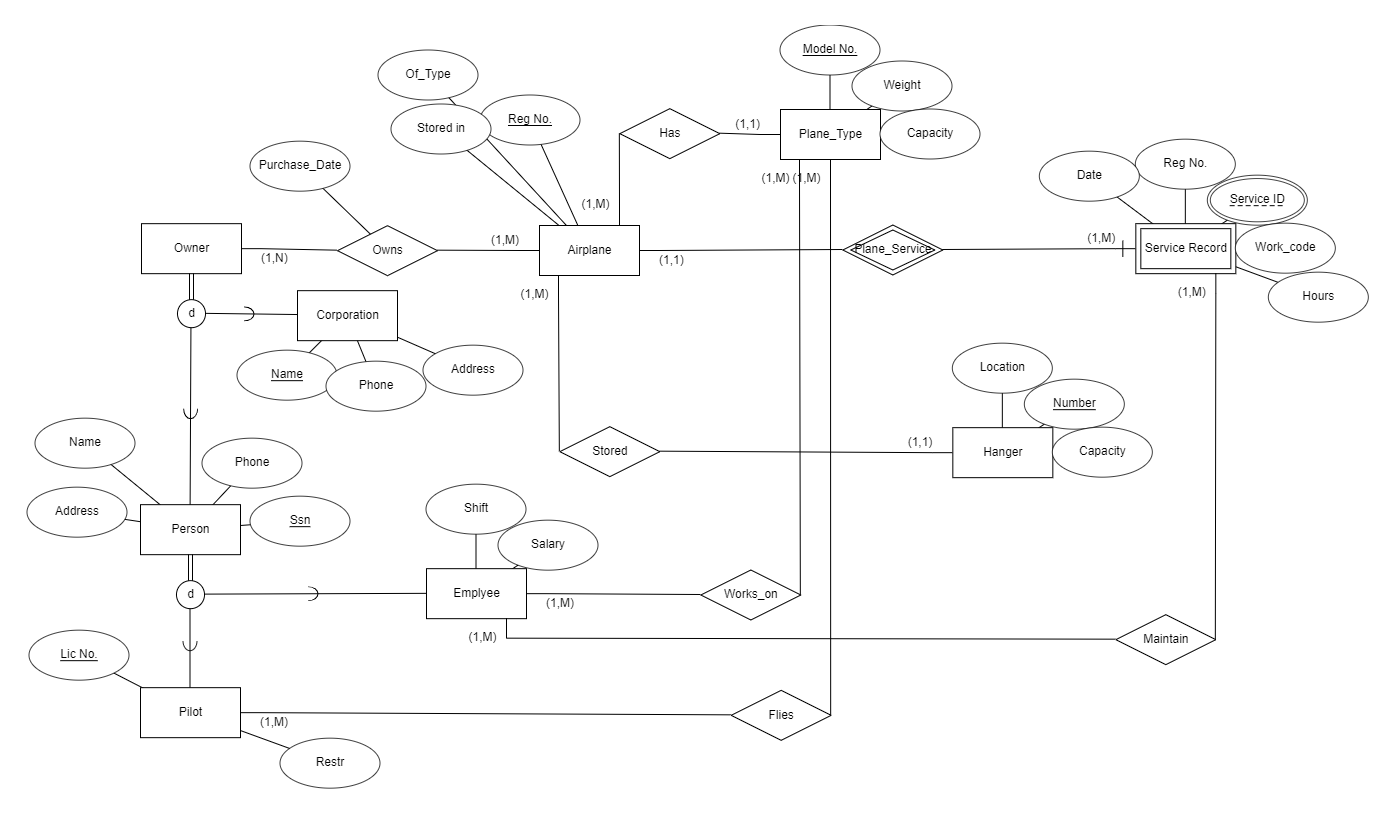 Model No.
Of_Type
Weight
Stored in
Reg No.
Has
(1,1)
Plane_Type
Capacity
Purchase_Date
Date
Reg No.
(1,M)
(1,M)
(1,M)
Service ID
Owner
(1,N)
Owns
(1,M)
Airplane
(1,1)
Plane_Service
(1,M)
Service Record
Work_code
(1,M)
(1,M)
Hours
d
Corporation
Name
Phone
Address
Location
Number
Name
Phone
Stored
(1,1)
Hanger
Capacity
Address
Ssn
Person
Shift
Salary
d
Emplyee
(1,M)
Works_on
(1,M)
Maintain
Lic No.
Pilot
(1,M)
Flies
Restr